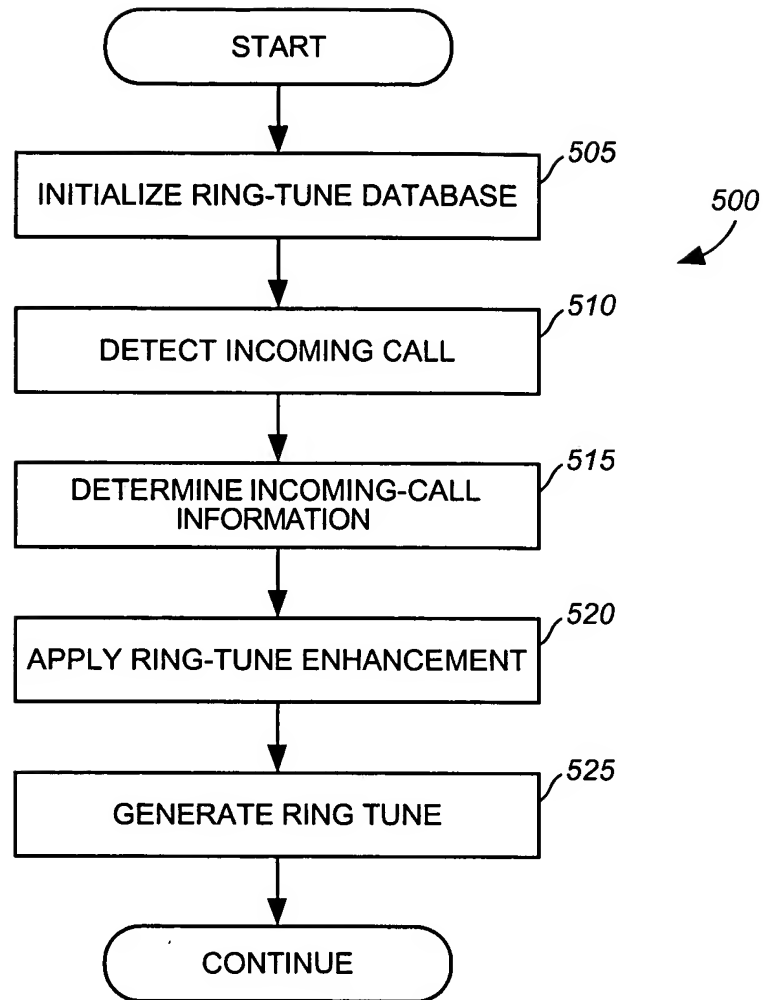 START
505
INITIALIZE RING-TUNE DATABASE
500
510
DETECT INCOMING CALL
515
DETERMINE INCOMING-CALL
INFORMATION
520
APPLY RING-TUNE ENHANCEMENT
525
GENERATE RING TUNE
CONTINUE